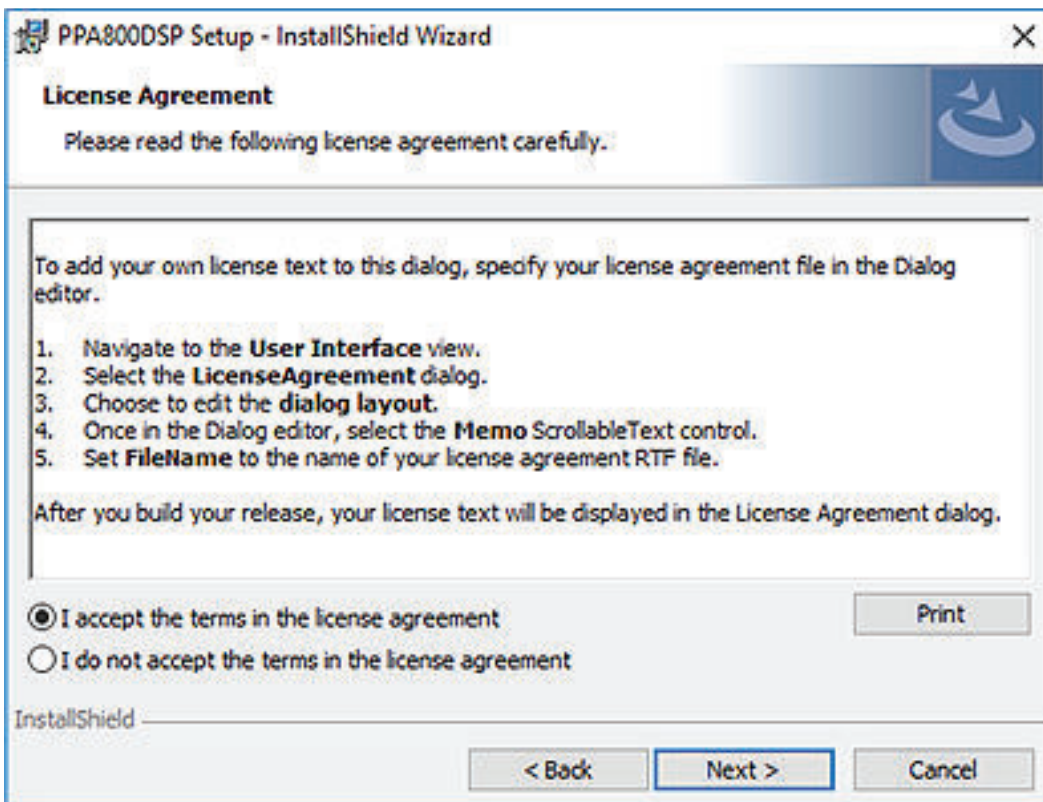 PPA800DSP Setup - InstallShield Wizard
License Agreement
Please read the following license agreement carefully.
To add your own license text to this dialog, specify your license agreement file in the Dialog
editor.
1. Navigate to the User Interface view.
2. Select the LicenseAgreement dialog.
3. Choose to edit the dialog layout.
4. Once in the Dialog editor, select the Memo ScrollableText control.
5. Set FileName to the name of your license agreement RTF file.
After you build your release, your license text will be displayed in the License Agreement dialog.
I accept the terms in the license agreement
Print
I do not accept the terms in the license agreement
InstallShield
< Back
Next >
Cancel